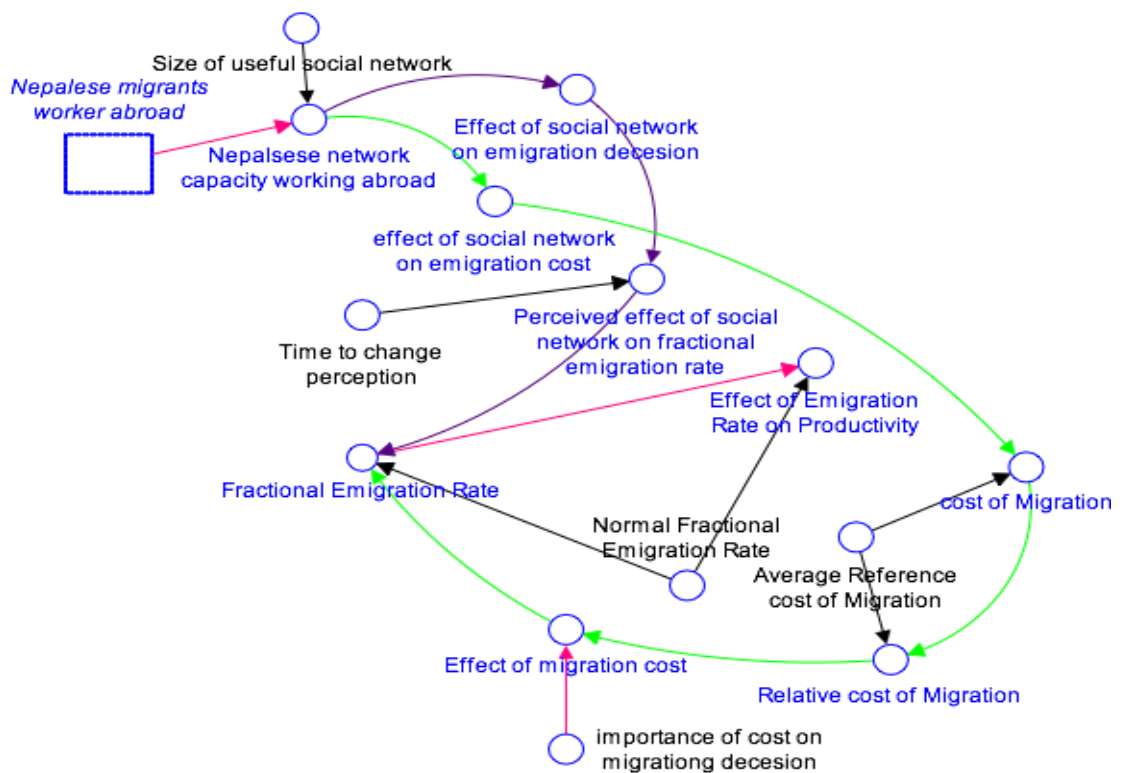 Size of useful social network
Nepalese migrants
worker abroad
Effect of social network
on emigration decesion
Nepalsese network
capacity working abroad
effect of social network
on emigration cost
Perceived effect of social
network on fractional
emigration rate
Time to change
perception
Effect of Emigration
Rate on Productivity
Fractional Emigration Rate
cost of Migration
Normal Fractional
Emigration Rate
Average Reference
cost of Migration
Effect of migration cost
Relative cost of Migration
importance of cost on
migrationg decesion